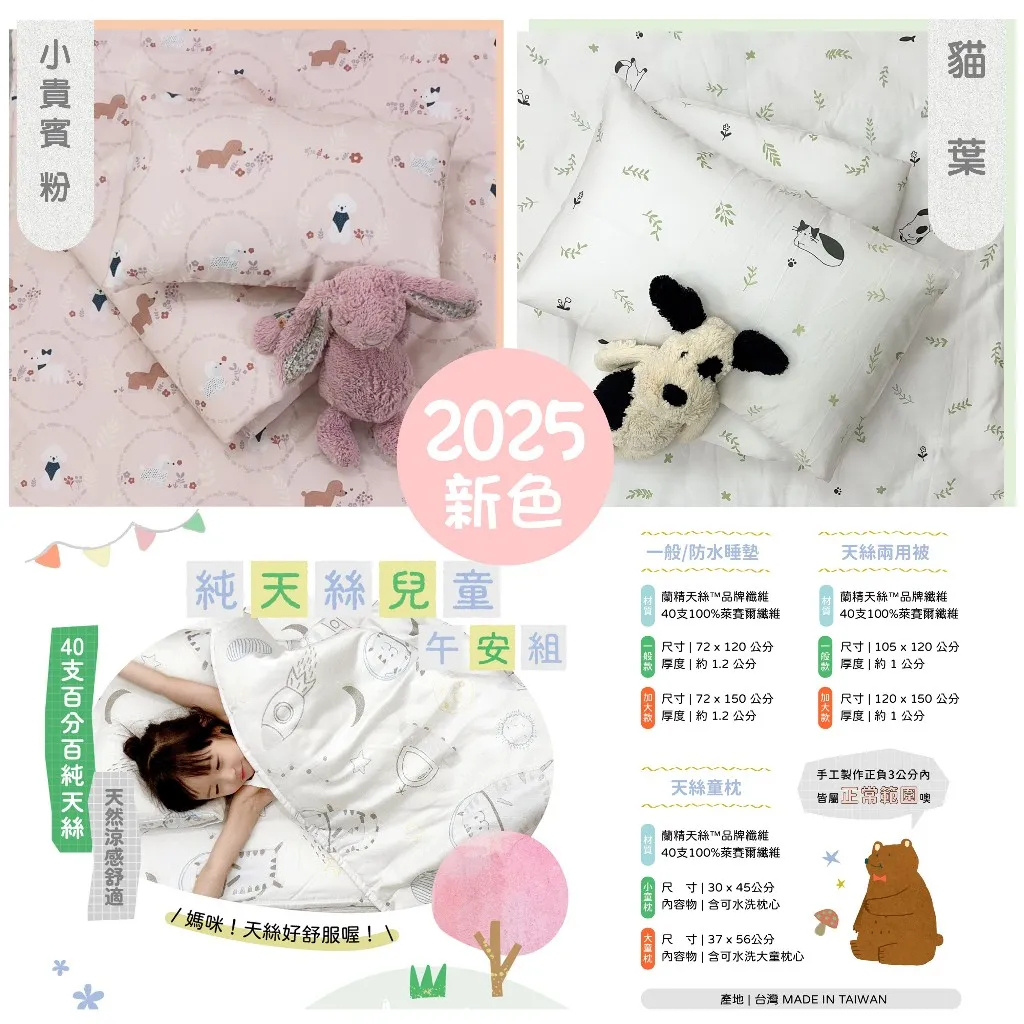 小貴賓 粉
貓 葉
2025
新色
純天絲兒童
午安組
40支百分百純天絲
天然涼感舒適
/ 媽咪！天絲好舒服喔！\
一般/防水睡墊
材質
蘭精天絲™品牌纖維
40支100%萊賽爾纖維
一般款
尺寸 | 72 x 120 公分
厚度 | 約 1.2 公分
加大款
尺寸 | 72 x 150 公分
厚度 | 約 1.2 公分
天絲兩用被
材質
蘭精天絲™品牌纖維
40支100%萊賽爾纖維
一般款
尺寸 | 105 x 120 公分
厚度 | 約 1 公分
加大款
尺寸 | 120 x 150 公分
厚度 | 約 1 公分
天絲童枕
材質
蘭精天絲™品牌纖維
40支100%萊賽爾纖維
小童枕
尺 寸 | 30 x 45公分
內容物 | 含可水洗枕心
大童枕
尺 寸 | 37 x 56公分
內容物 | 含可水洗大童枕心
手工製作正負3公分內
皆屬正常範圍噢
產地 | 台灣 MADE IN TAIWAN